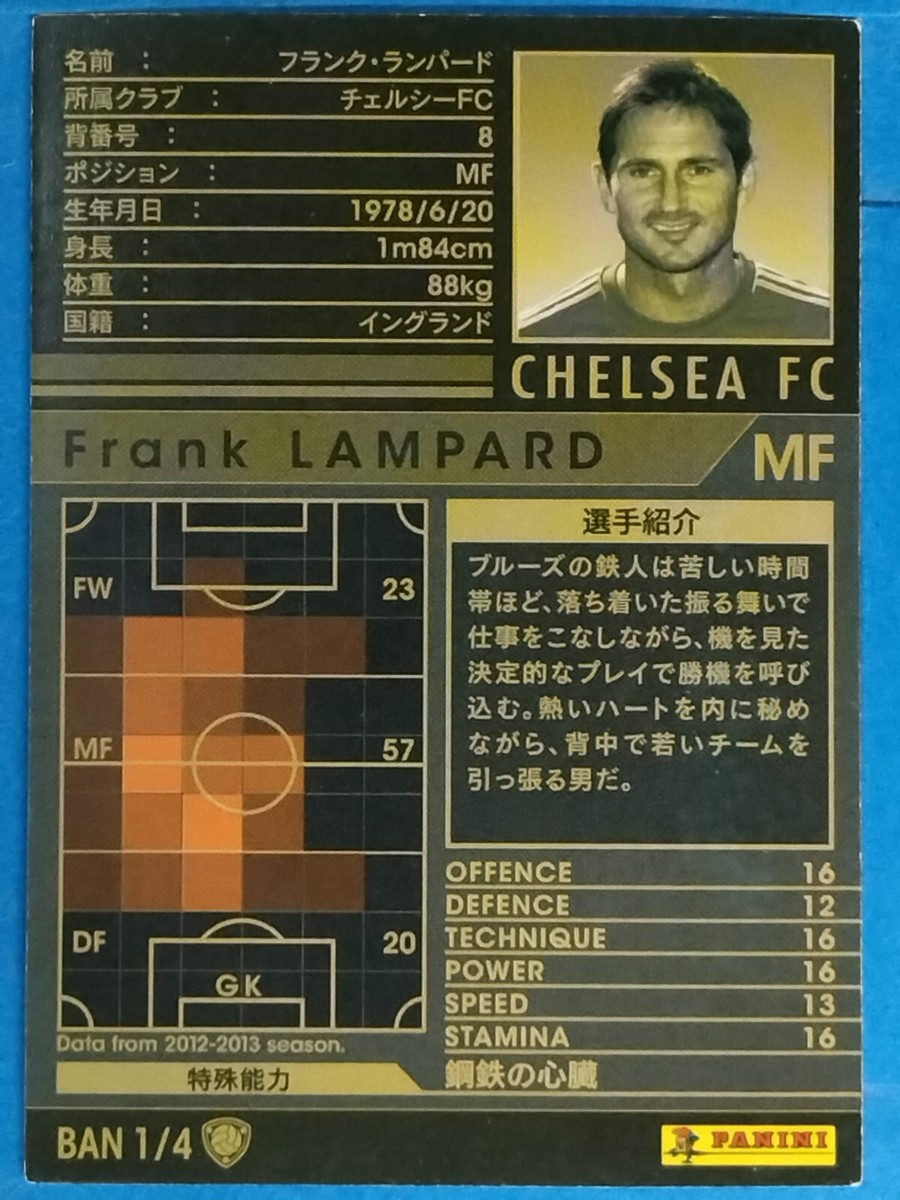 名前 : フランク・ランパード
所属クラブ : チェルシーFC
背番号 : 8
ポジション : MF
生年月日 : 1978/6/20
身長 : 1m84cm
体重 : 88kg
国籍 : イングランド
CHELSEA FC
Frank LAMPARD MF
FW 23
MF 57
DF 20
GK
Data from 2012-2013 season.
選手紹介
ブルーズの鉄人は苦しい時間
帯ほど、落ち着いた振る舞いで
仕事をこなしながら、機を見た
決定的なプレイで勝機を呼び
込む。熱いハートを内に秘め
ながら、背中で若いチームを
引っ張る男だ。
OFFENCE 16
DEFENCE 12
TECHNIQUE 16
POWER 16
SPEED 13
STAMINA 16
特殊能力 鋼鉄の心臓
BAN 1/4
PANINI